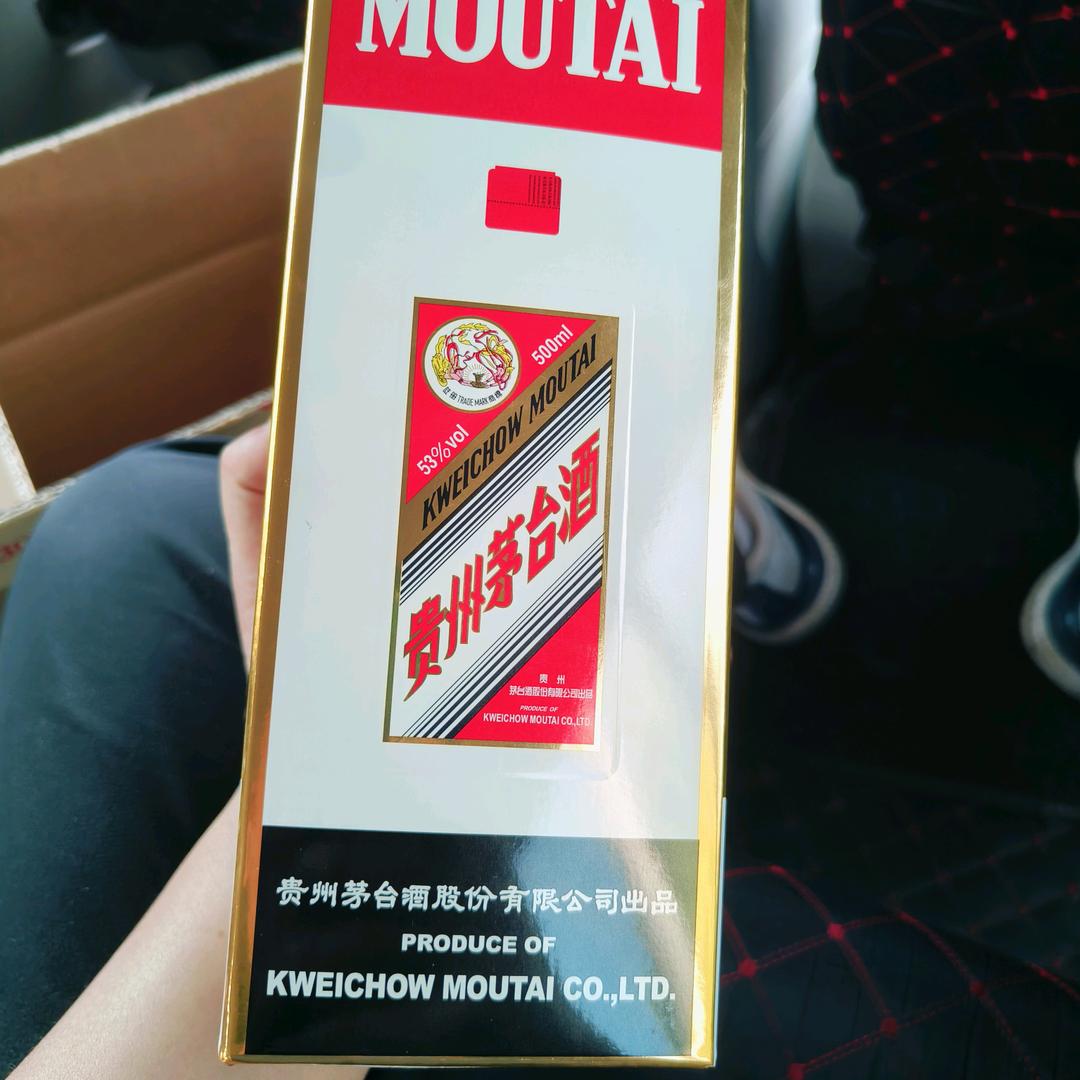 MOUTAI
500ml
TRADE MARK
53%vol
KWEICHOW MOUTAI
贵州茅台酒
贵州
茅台酒股份有限公司出品
PRODUCE OF
KWEICHOW MOUTAI CO.,LTD
贵州茅台酒股份有限公司出品
PRODUCE OF
KWEICHOW MOUTAI CO.,LTD.